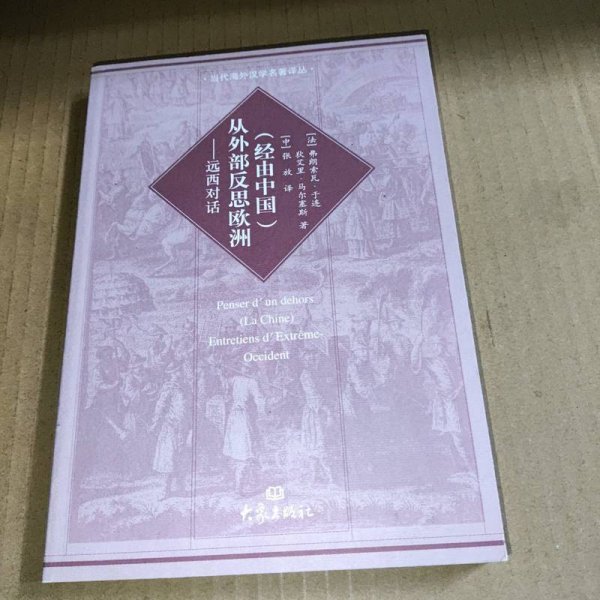 ·当代海外汉学名著译丛·
(经由中国)
从外部反思欧洲
——远西对话
[法]弗朗索瓦·于连
狄艾里·马尔塞斯 著
[中]张放 译
Penser d'un dehors
(La Chine)
Entretiens d'Extrême-
Occident
大象出版社